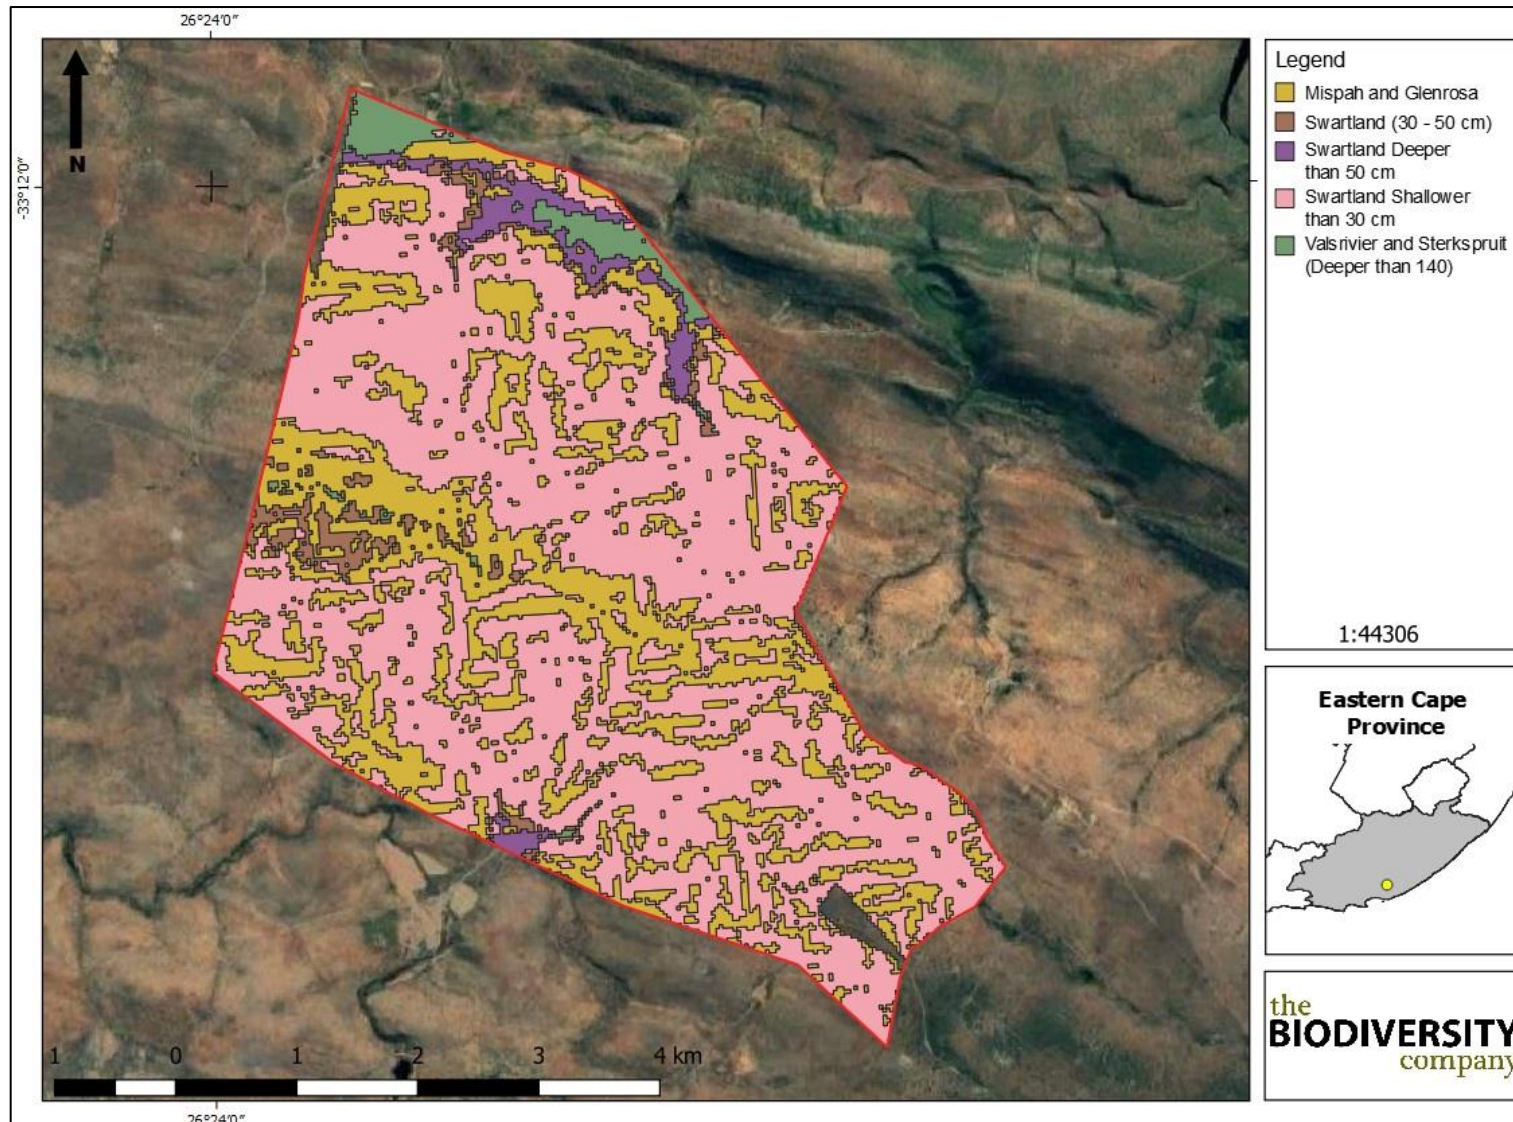 26°24′0″
-33°12′0″
N
Legend
Mispah and Glenrosa
Swartland (30 - 50 cm)
Swartland Deeper
than 50 cm
Swartland Shallower
than 30 cm
Valsrivier and Sterkspruit
(Deeper than 140)
1:44306
Eastern Cape
Province
1 0 1 2 3 4 km
the
BIODIVERSITY
company
26°24′0″